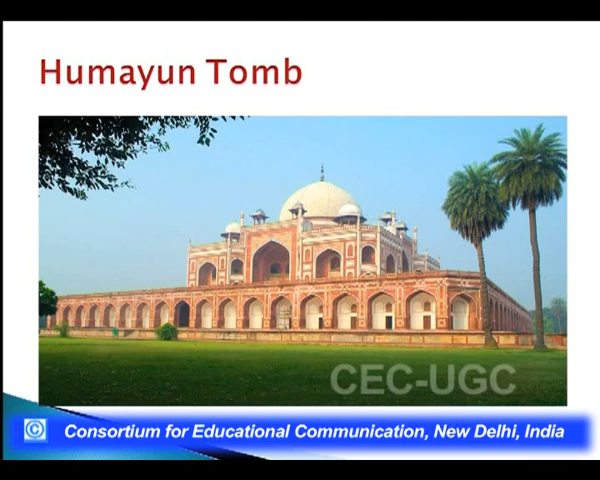 Humayun Tomb
CEC-UGC
© Consortium for Educational Communication, New Delhi, India